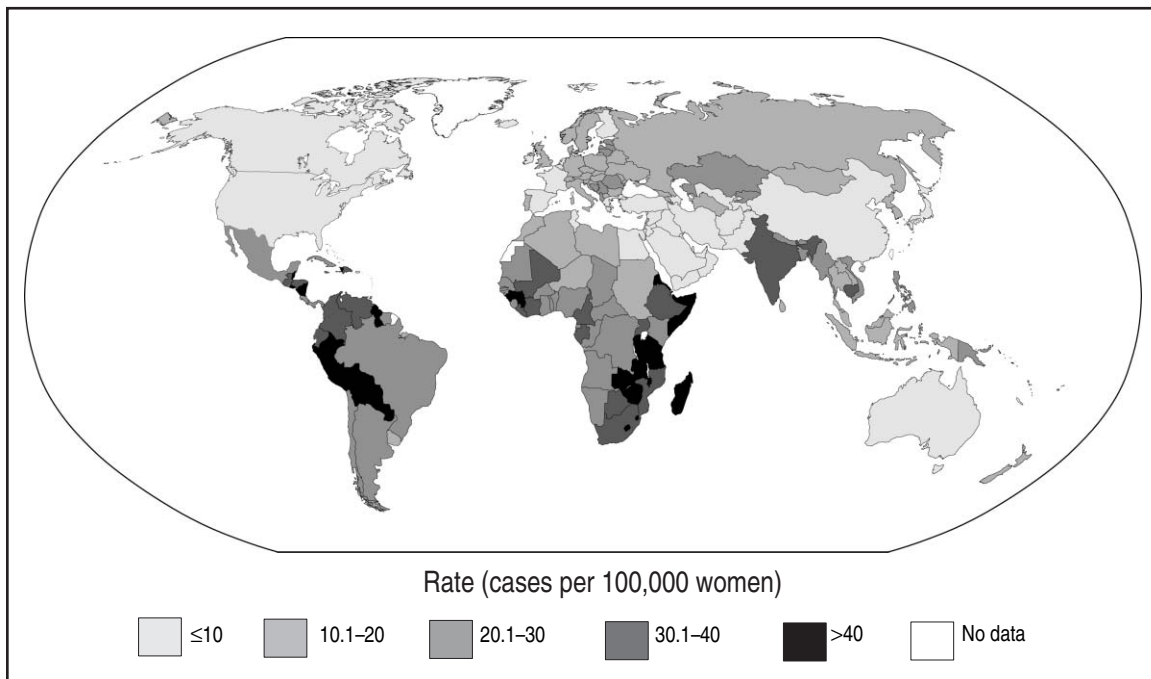 Rate (cases per 100,000 women)
≤10 10.1–20 20.1–30 30.1–40 >40 No data